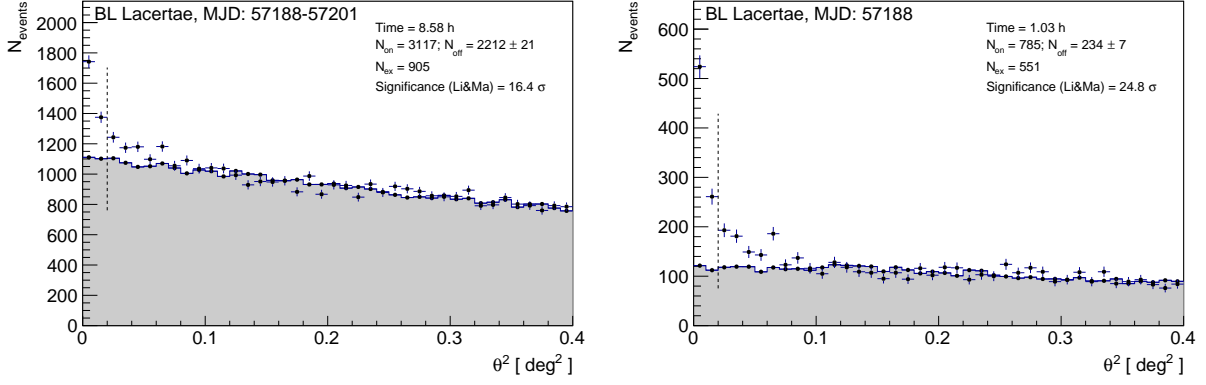 BL Lacertae, MJD: 57188-57201
Time = 8.58 h
N_on = 3117; N_off = 2212 ± 21
N_ex = 905
Significance (Li&Ma) = 16.4 σ
N_events
2000
1800
1600
1400
1200
1000
800
600
400
200
0
0 0.1 0.2 0.3 0.4
θ² [ deg² ]
BL Lacertae, MJD: 57188
Time = 1.03 h
N_on = 785; N_off = 234 ± 7
N_ex = 551
Significance (Li&Ma) = 24.8 σ
N_events
600
500
400
300
200
100
0
0 0.1 0.2 0.3 0.4
θ² [ deg² ]